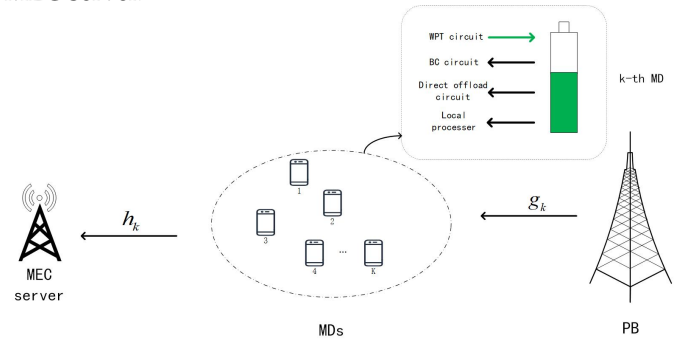 WPT circuit
BC circuit
Direct offload
circuit
Local
processer
k-th MD
1
2
3
4
...
K
h_k
g_k
MEC
server
MDs
PB